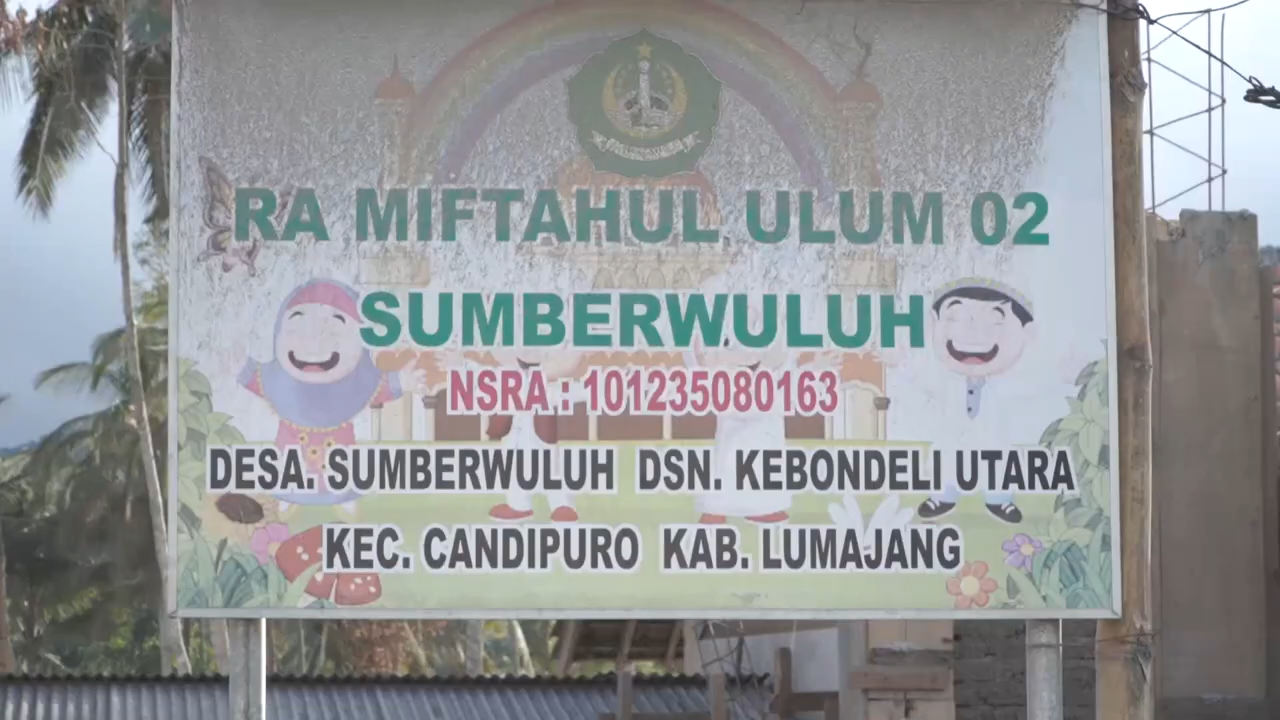 RA MIFTAHUL ULUM 02
SUMBERWULUH
NSRA : 101235080163
DESA. SUMBERWULUH DSN. KEBONDELI UTARA
KEC. CANDIPURO KAB. LUMAJANG